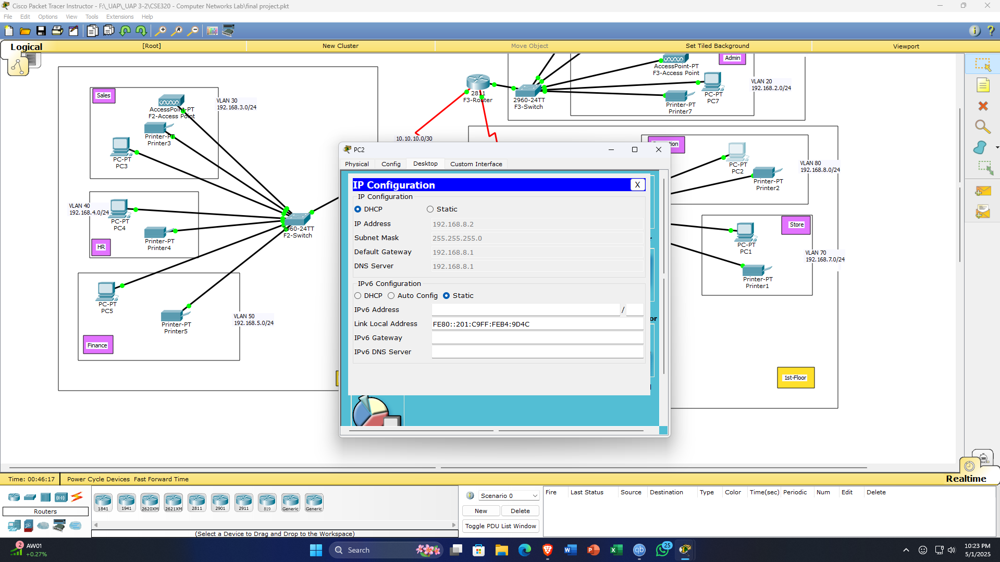 Cisco Packet Tracer Instructor - F:\_UAP\_UAP 3-2\CSE320 - Computer Networks Lab\final project.pkt
File Edit Options View Tools Extensions Help
Logical [Root] New Cluster Move Object Set Tiled Background Viewport
Sales
AccessPoint-PT
F2-Access Point
VLAN 30
192.168.3.0/24
Printer-PT
Printer3
PC-PT
PC3
VLAN 40
192.168.4.0/24
PC-PT
PC4
Printer-PT
Printer4
HR
2960-24TT
F2-Switch
PC-PT
PC5
Printer-PT
Printer5
VLAN 50
192.168.5.0/24
Finance
2811
F3-Router
2960-24TT
F3-Switch
10.10.10.0/30
AccessPoint-PT
F3-Access Point
Admin
PC-PT
PC7
Printer-PT
Printer7
VLAN 20
192.168.2.0/24
PC-PT
PC2
Printer-PT
Printer2
VLAN 80
192.168.8.0/24
Store
PC-PT
PC1
Printer-PT
Printer1
VLAN 70
192.168.7.0/24
1st-Floor
PC2
Physical Config Desktop Custom Interface
IP Configuration X
IP Configuration
DHCP Static
IP Address 192.168.8.2
Subnet Mask 255.255.255.0
Default Gateway 192.168.8.1
DNS Server 192.168.8.1
IPv6 Configuration
DHCP Auto Config Static
IPv6 Address /
Link Local Address FE80::201:C9FF:FEB4:9D4C
IPv6 Gateway
IPv6 DNS Server
Time: 00:46:17 Power Cycle Devices Fast Forward Time
Realtime
Routers
1841 1941 2620XM 2621XM 2811 2901 2911 819 Generic Generic
(Select a Device to Drag and Drop to the Workspace)
Scenario 0
New Delete
Toggle PDU List Window
Fire Last Status Source Destination Type Color Time(sec) Periodic Num Edit Delete
2
AW01
+0.27%
Search
25
10:23 PM
5/1/2025